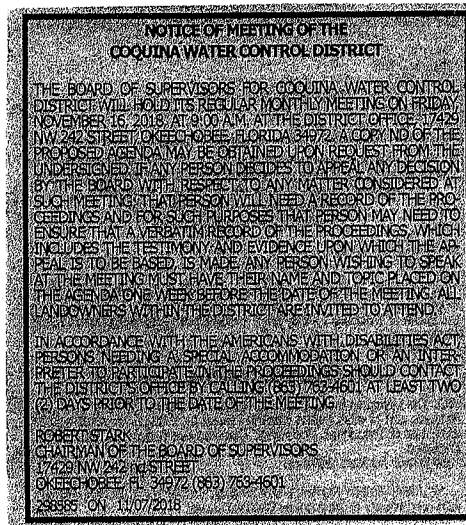 NOTICE OF MEETING OF THE
COQUINA WATER CONTROL DISTRICT
THE BOARD OF SUPERVISORS FOR COQUINA WATER CONTROL
DISTRICT WILL HOLD ITS REGULAR MONTHLY MEETING ON FRIDAY,
NOVEMBER 16, 2018, AT 9:00 A.M. AT THE DISTRICT OFFICE, 17429
NW 242 STREET, OKEECHOBEE, FLORIDA 34972. A COPY ND OF THE
PROPOSED AGENDA MAY BE OBTAINED UPON REQUEST FROM THE
UNDERSIGNED. IF ANY PERSON DECIDES TO APPEAL ANY DECISION
BY THE BOARD WITH RESPECT TO ANY MATTER CONSIDERED AT
SUCH MEETING, THAT PERSON WILL NEED A RECORD OF THE PRO-
CEEDINGS AND FOR SUCH PURPOSES THAT PERSON MAY NEED TO
ENSURE THAT A VERBATIM RECORD OF THE PROCEEDINGS, WHICH
INCLUDES THE TESTIMONY AND EVIDENCE UPON WHICH THE AP-
PEAL IS TO BE BASED, IS MADE. ANY PERSON WISHING TO SPEAK
AT THE MEETING MUST HAVE THEIR NAME AND TOPIC PLACED ON
THE AGENDA ONE WEEK BEFORE THE DATE OF THE MEETING. ALL
LANDOWNERS WITHIN THE DISTRICT ARE INVITED TO ATTEND.
IN ACCORDANCE WITH THE AMERICANS WITH DISABILITIES ACT,
PERSONS NEEDING A SPECIAL ACCOMMODATION OR AN INTER-
PRETER TO PARTICIPATE IN THE PROCEEDINGS SHOULD CONTACT
THE DISTRICT'S OFFICE BY CALLING (863) 763-4601 AT LEAST TWO
(2) DAYS PRIOR TO THE DATE OF THE MEETING.
ROBERT STARK
CHAIRMAN OF THE BOARD OF SUPERVISORS
17429 NW 242 nd STREET
OKEECHOBEE, FL 34972 (863) 763-4601
298985 ON 11/07/2018